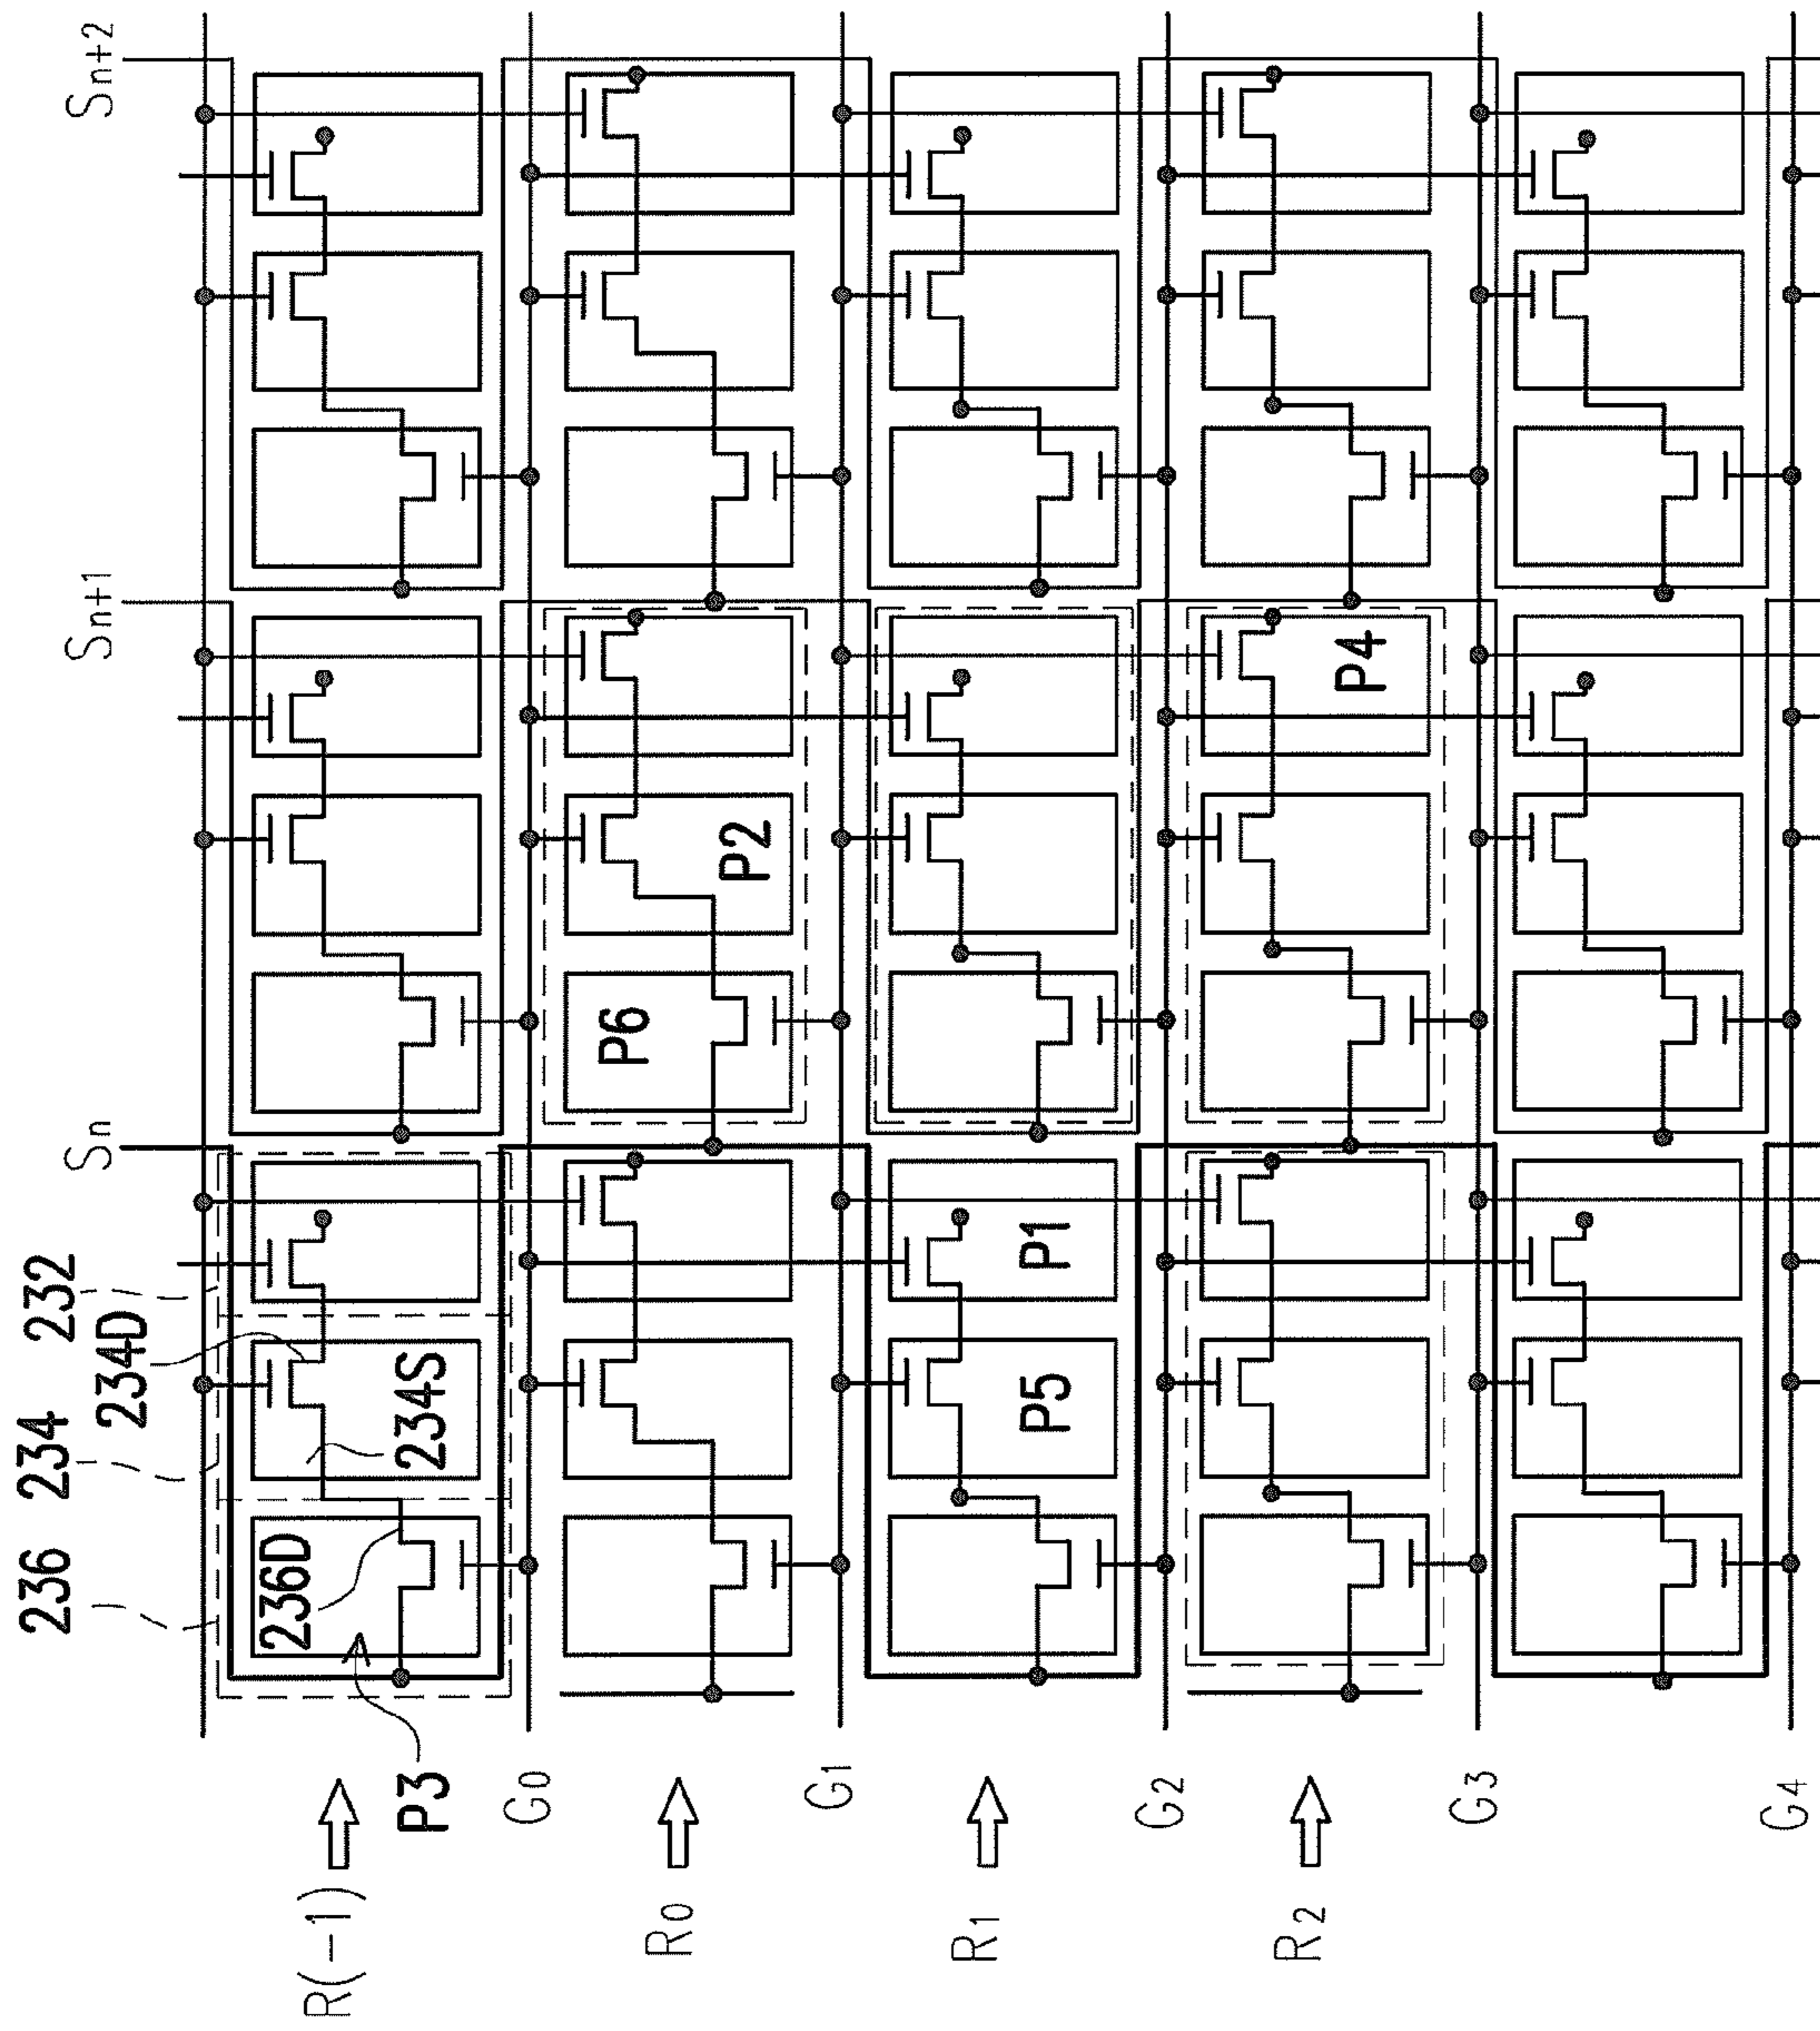 Sn Sn+1 Sn+2
236 234 232
234D
236D 234S
R(-1)
P3
G0
R0
P6 P2
G1
R1
P5 P1
G2
R2
P4
G3
G4